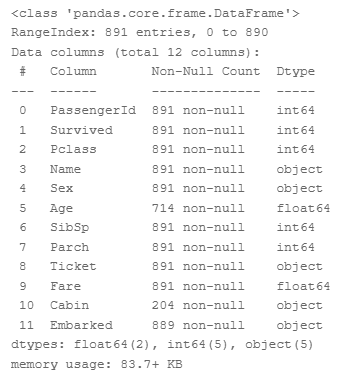 <class 'pandas.core.frame.DataFrame'>
RangeIndex: 891 entries, 0 to 890
Data columns (total 12 columns):
 #   Column       Non-Null Count  Dtype
---  ------       --------------  -----
 0   PassengerId  891 non-null    int64
 1   Survived     891 non-null    int64
 2   Pclass       891 non-null    int64
 3   Name         891 non-null    object
 4   Sex          891 non-null    object
 5   Age          714 non-null    float64
 6   SibSp        891 non-null    int64
 7   Parch        891 non-null    int64
 8   Ticket       891 non-null    object
 9   Fare         891 non-null    float64
 10  Cabin        204 non-null    object
 11  Embarked     889 non-null    object
dtypes: float64(2), int64(5), object(5)
memory usage: 83.7+ KB